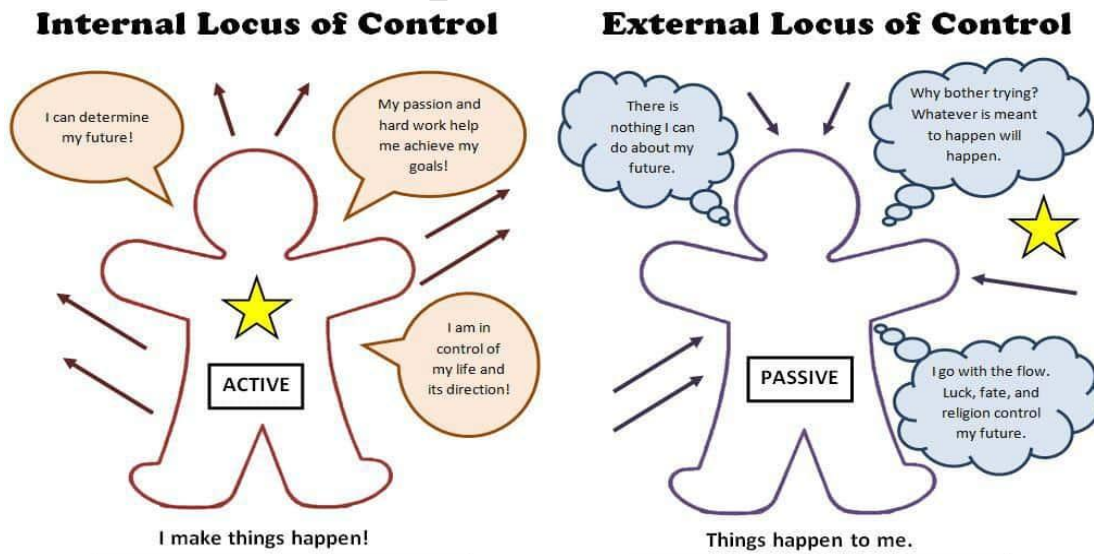 Internal Locus of Control
I can determine
my future!
My passion and
hard work help
me achieve my
goals!
I am in
control of
my life and
its direction!
ACTIVE
I make things happen!
External Locus of Control
There is
nothing I can
do about my
future.
Why bother trying?
Whatever is meant
to happen will
happen.
I go with the flow.
Luck, fate, and
religion control
my future.
PASSIVE
Things happen to me.